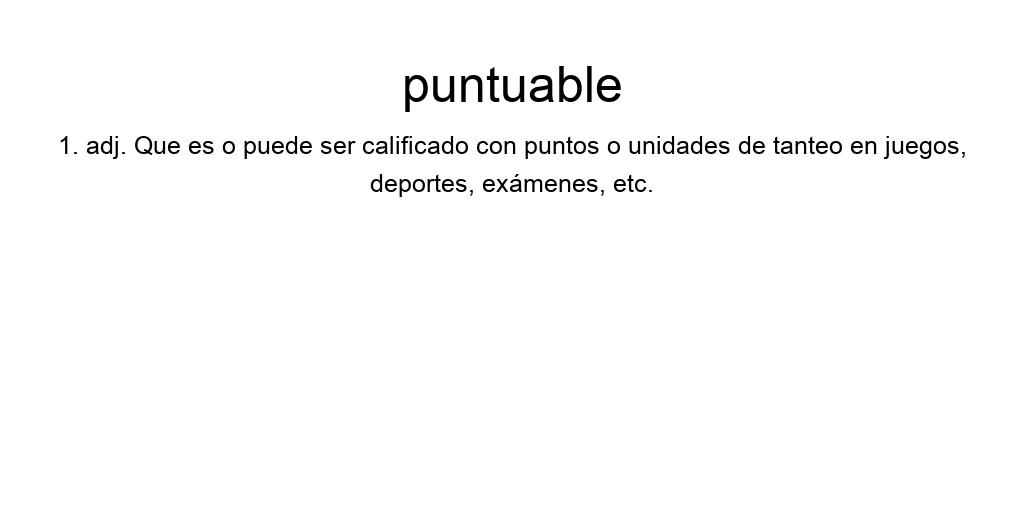 puntuable
1. adj. Que es o puede ser calificado con puntos o unidades de tanteo en juegos,
deportes, exámenes, etc.